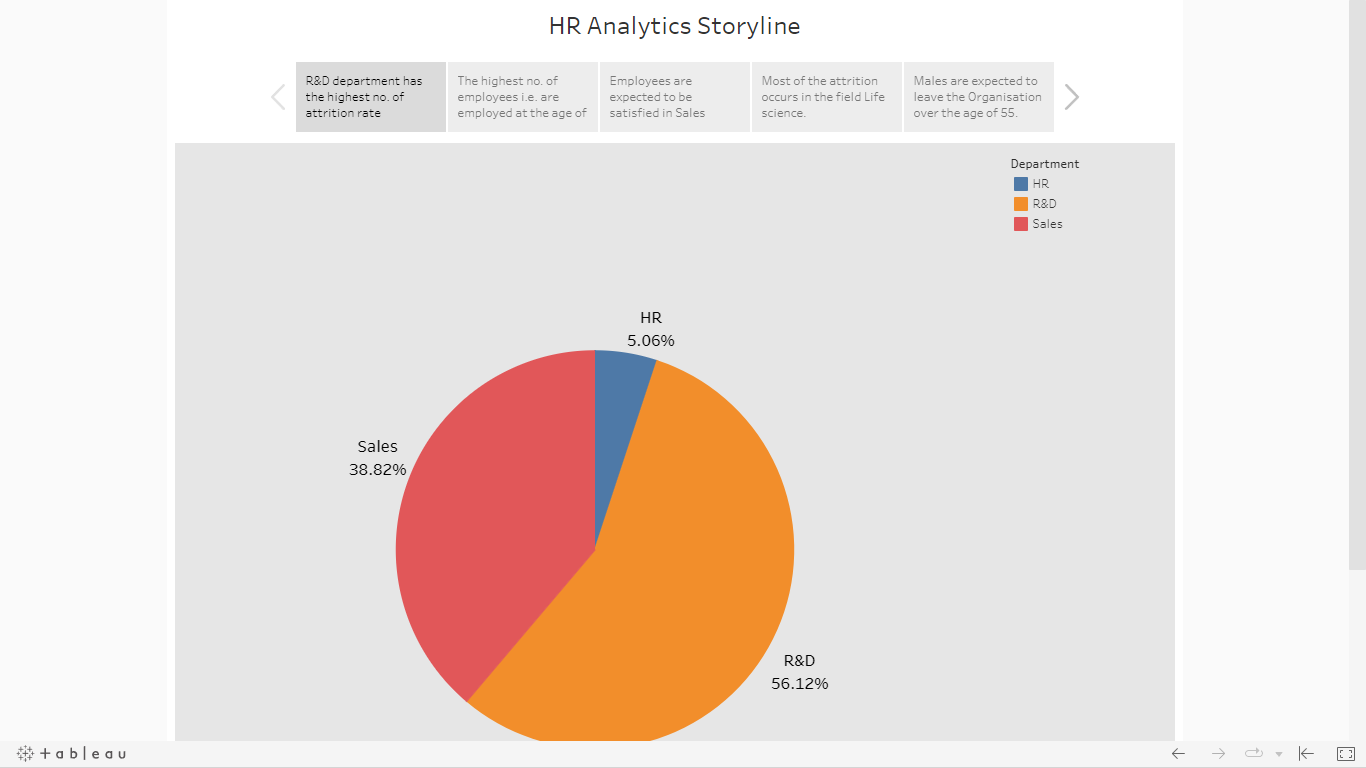 HR Analytics Storyline
R&D department has
the highest no. of
attrition rate
The highest no. of
employees i.e. are
employed at the age of
Employees are
expected to be
satisfied in Sales
Most of the attrition
occurs in the field Life
science.
Males are expected to
leave the Organisation
over the age of 55.
Department
HR
R&D
Sales
HR
5.06%
Sales
38.82%
R&D
56.12%
+ableau